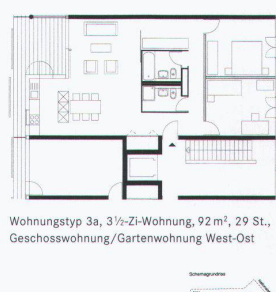 Wohnungstyp 3a, 3½-Zi-Wohnung, 92 m², 29 St.,
Geschosswohnung/Gartenwohnung West-Ost
Schemagrundriss